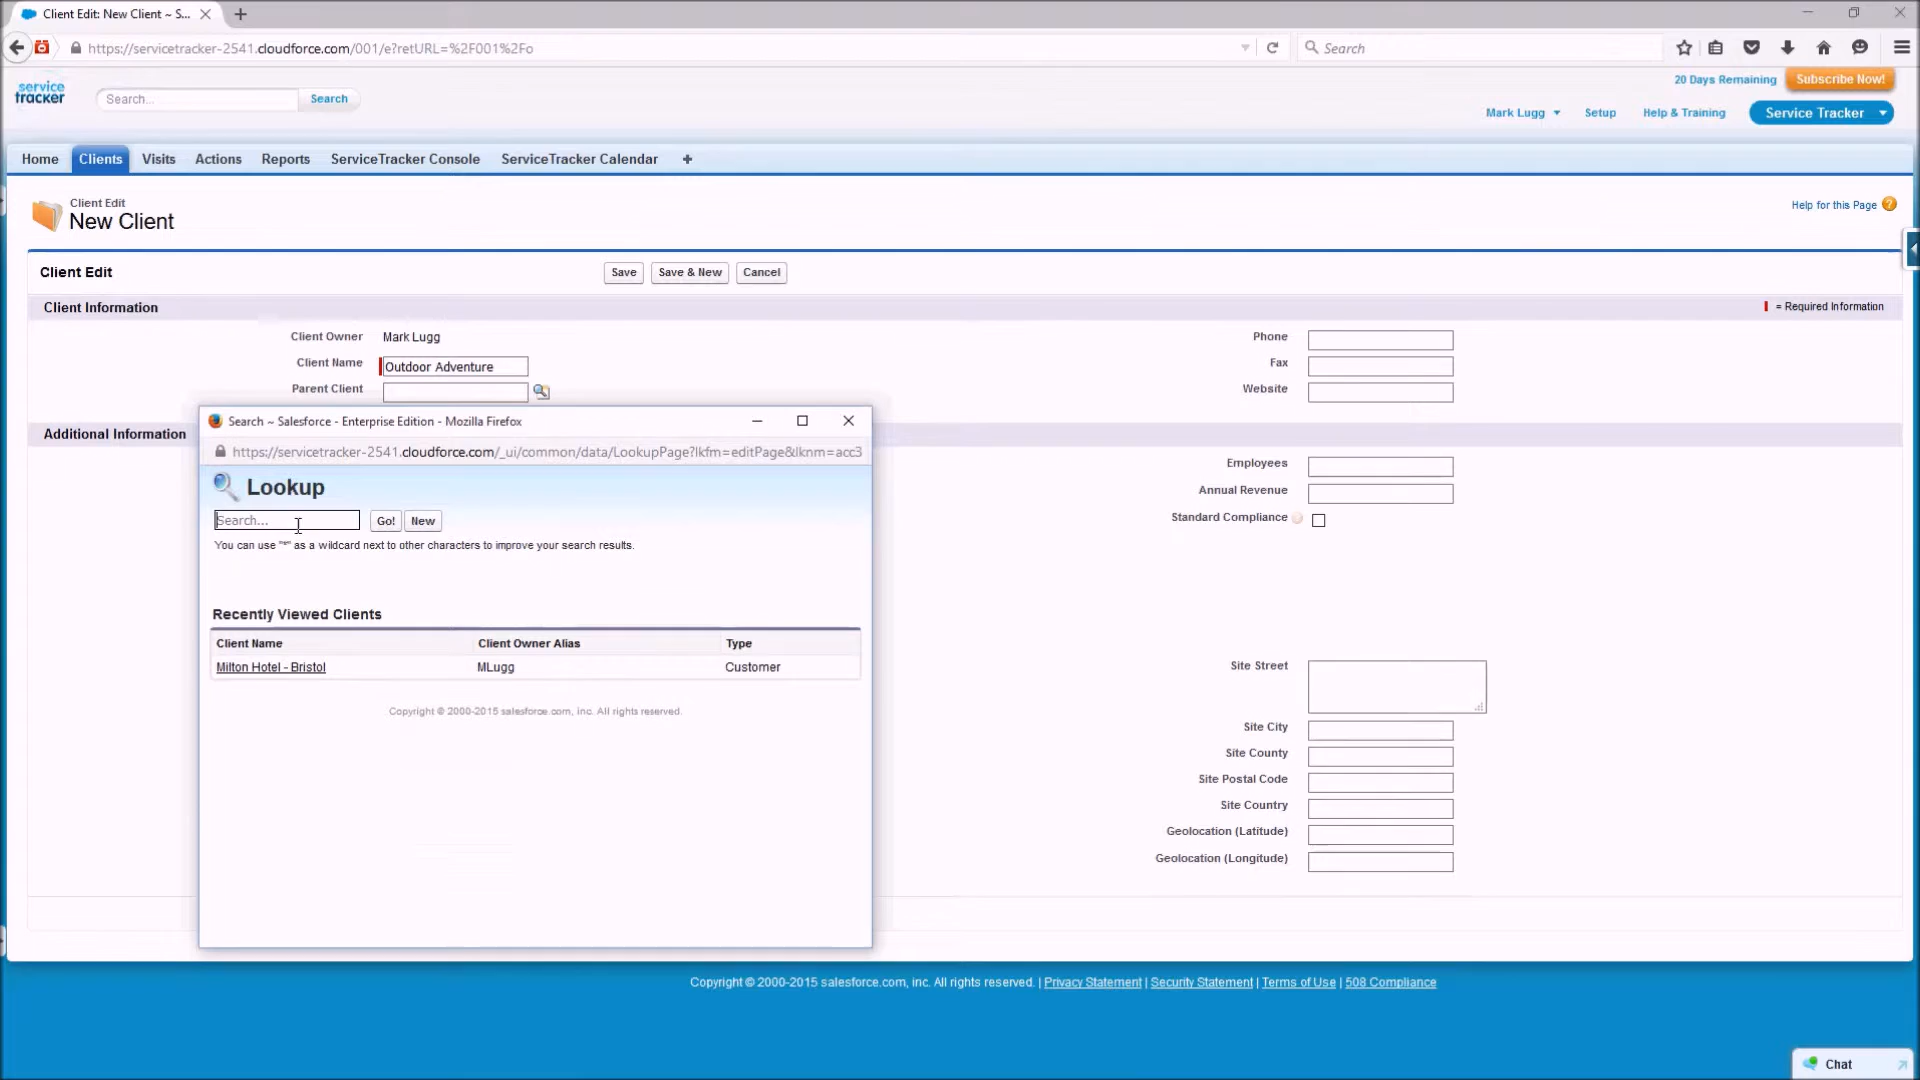 Client Edit: New Client ~ S...
https://servicetracker-2541.cloudforce.com/001/e?retURL=%2F001%2Fo
Search
20 Days Remaining
Subscribe Now!
service
tracker
Search...
Search
Mark Lugg
Setup
Help & Training
Service Tracker
Home
Clients
Visits
Actions
Reports
ServiceTracker Console
ServiceTracker Calendar
Client Edit
New Client
Help for this Page
Client Edit
Save
Save & New
Cancel
Client Information
= Required Information
Client Owner
Mark Lugg
Phone
Client Name
Outdoor Adventure
Fax
Parent Client
Website
Additional Information
Search ~ Salesforce - Enterprise Edition - Mozilla Firefox
https://servicetracker-2541.cloudforce.com/_ui/common/data/LookupPage?lkfm=editPage&lknm=acc3
Lookup
Search...
Go!
New
You can use "*" as a wildcard next to other characters to improve your search results.
Recently Viewed Clients
Client Name
Client Owner Alias
Type
Milton Hotel - Bristol
MLugg
Customer
Copyright © 2000-2015 salesforce.com, inc. All rights reserved.
Employees
Annual Revenue
Standard Compliance
Site Street
Site City
Site County
Site Postal Code
Site Country
Geolocation (Latitude)
Geolocation (Longitude)
Copyright © 2000-2015 salesforce.com, inc. All rights reserved. | Privacy Statement | Security Statement | Terms of Use | 508 Compliance
Chat